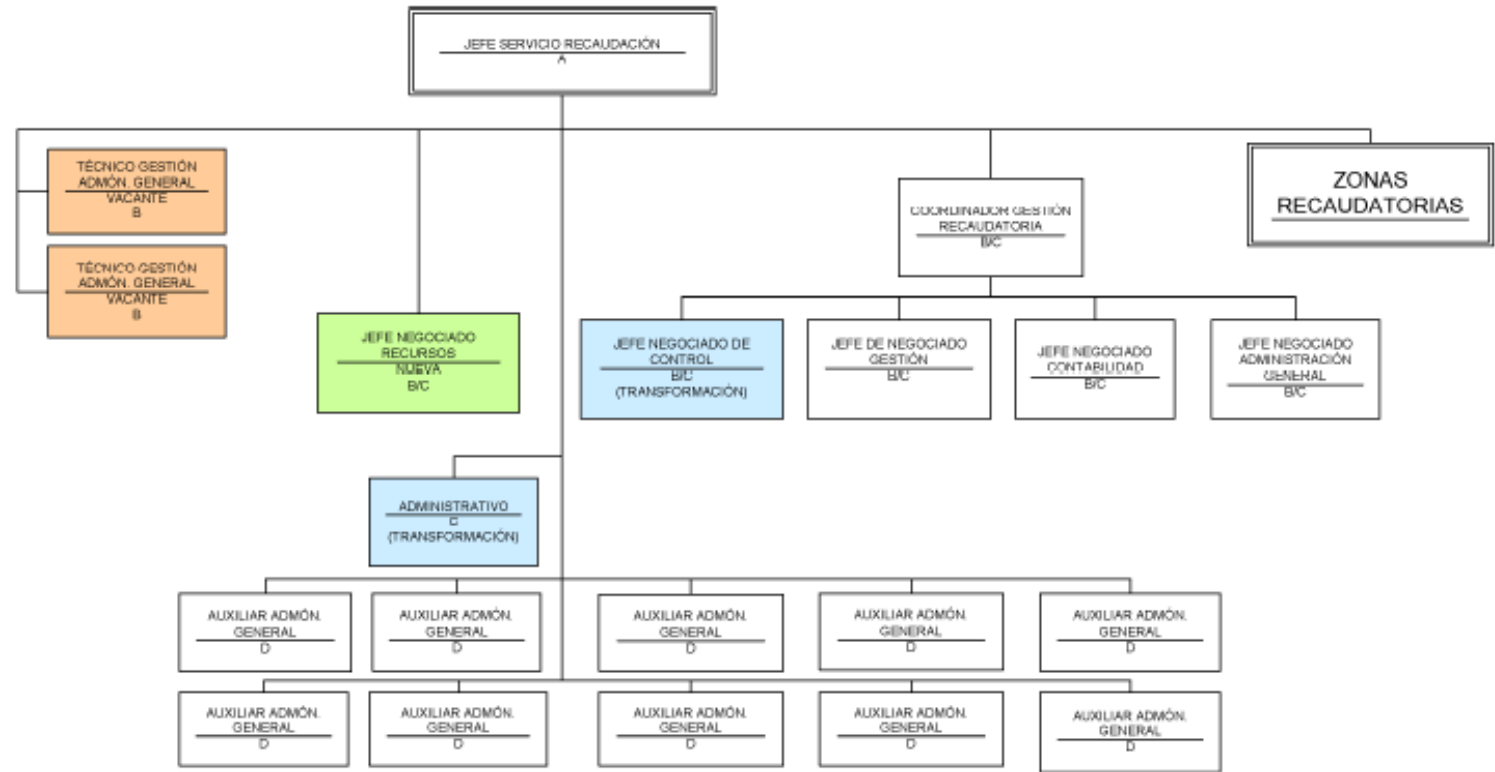 JEFE SERVICIO RECAUDACIÓN
A
TÉCNICO GESTIÓN
ADMÓN. GENERAL
VACANTE
B
TÉCNICO GESTIÓN
ADMÓN. GENERAL
VACANTE
B
JEFE NEGOCIADO
RECURSOS
NUEVA
B/C
COORDINADOR GESTIÓN
RECAUDATORIA
B/C
ZONAS
RECAUDATORIAS
JEFE NEGOCIADO DE
CONTROL
B/C
(TRANSFORMACIÓN)
JEFE DE NEGOCIADO
GESTIÓN
B/C
JEFE NEGOCIADO
CONTABILIDAD
B/C
JEFE NEGOCIADO
ADMINISTRACIÓN
GENERAL
B/C
ADMINISTRATIVO
C
(TRANSFORMACIÓN)
AUXILIAR ADMÓN.
GENERAL
D
AUXILIAR ADMÓN.
GENERAL
D
AUXILIAR ADMÓN.
GENERAL
D
AUXILIAR ADMÓN.
GENERAL
D
AUXILIAR ADMÓN.
GENERAL
D
AUXILIAR ADMÓN.
GENERAL
D
AUXILIAR ADMÓN.
GENERAL
D
AUXILIAR ADMÓN.
GENERAL
D
AUXILIAR ADMÓN.
GENERAL
D
AUXILIAR ADMÓN.
GENERAL
D